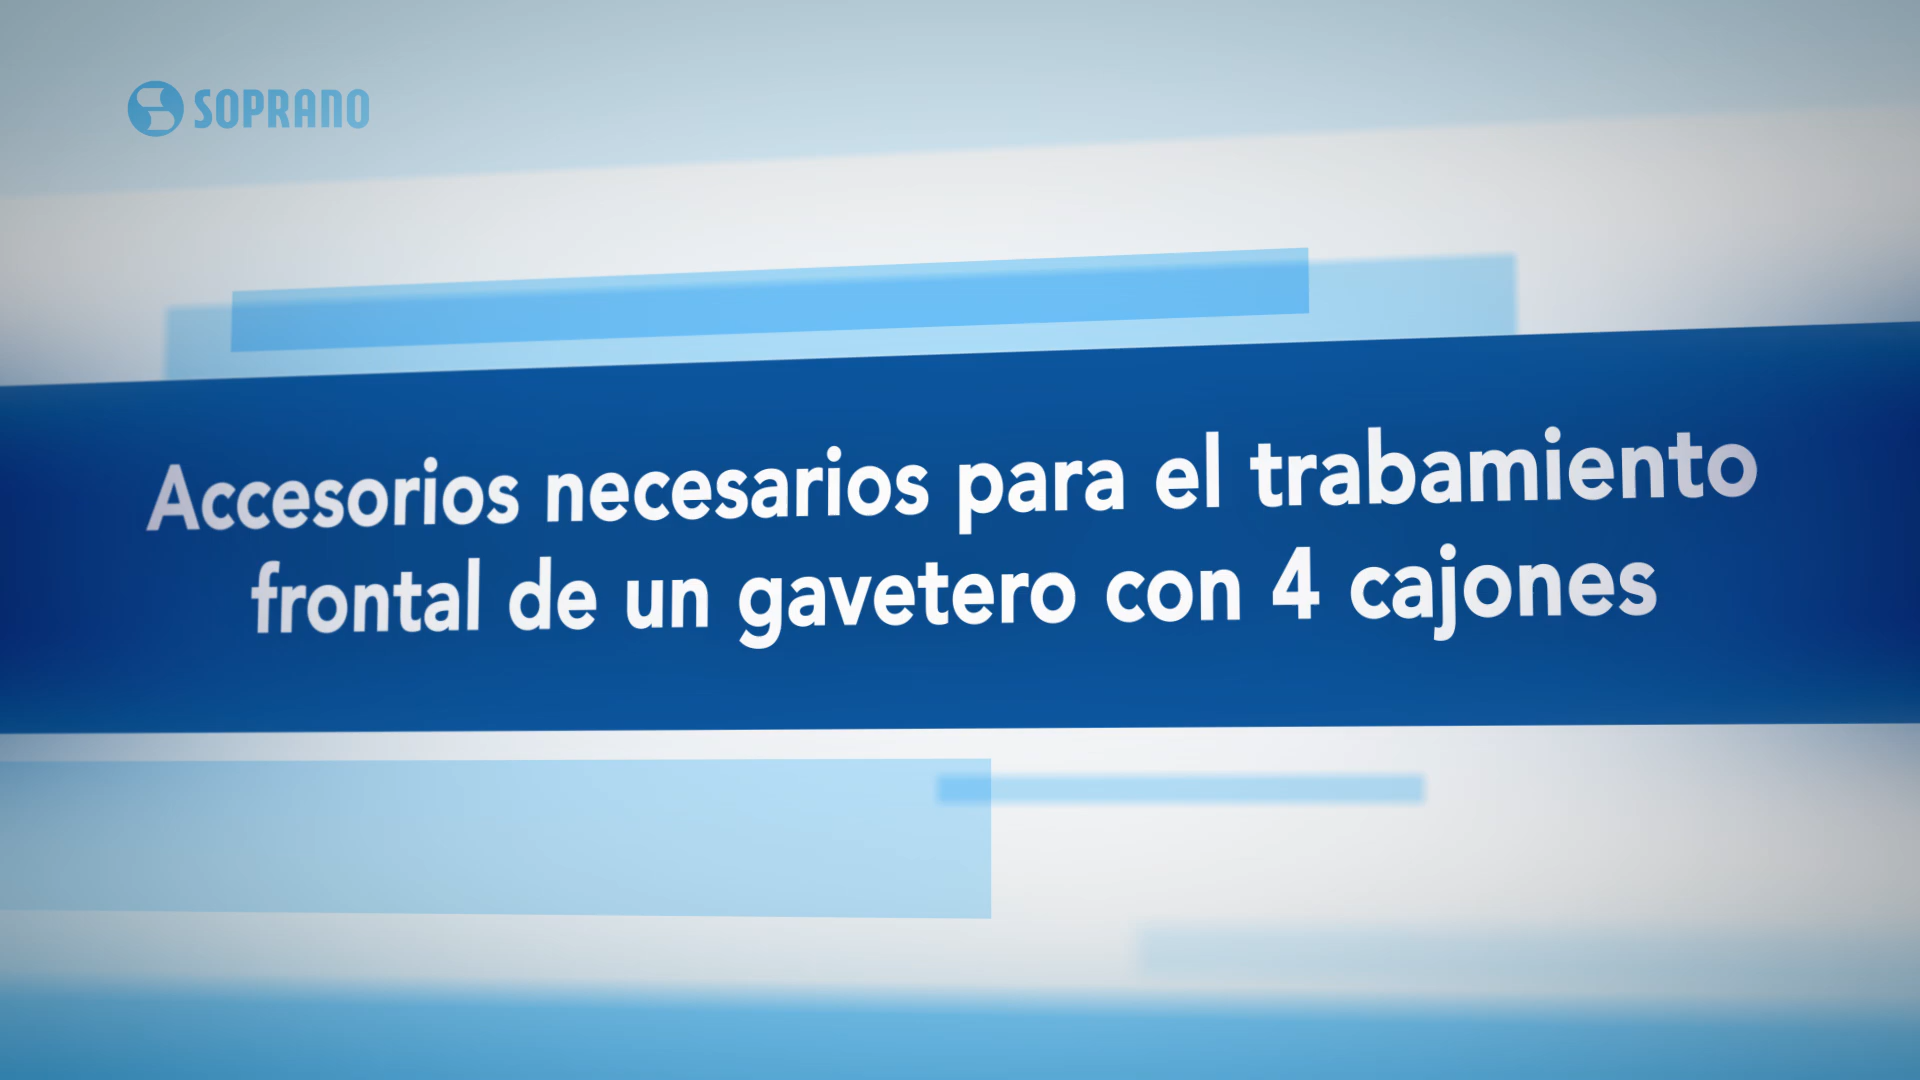 SOPRANO
Accesorios necesarios para el trabamiento
frontal de un gavetero con 4 cajones